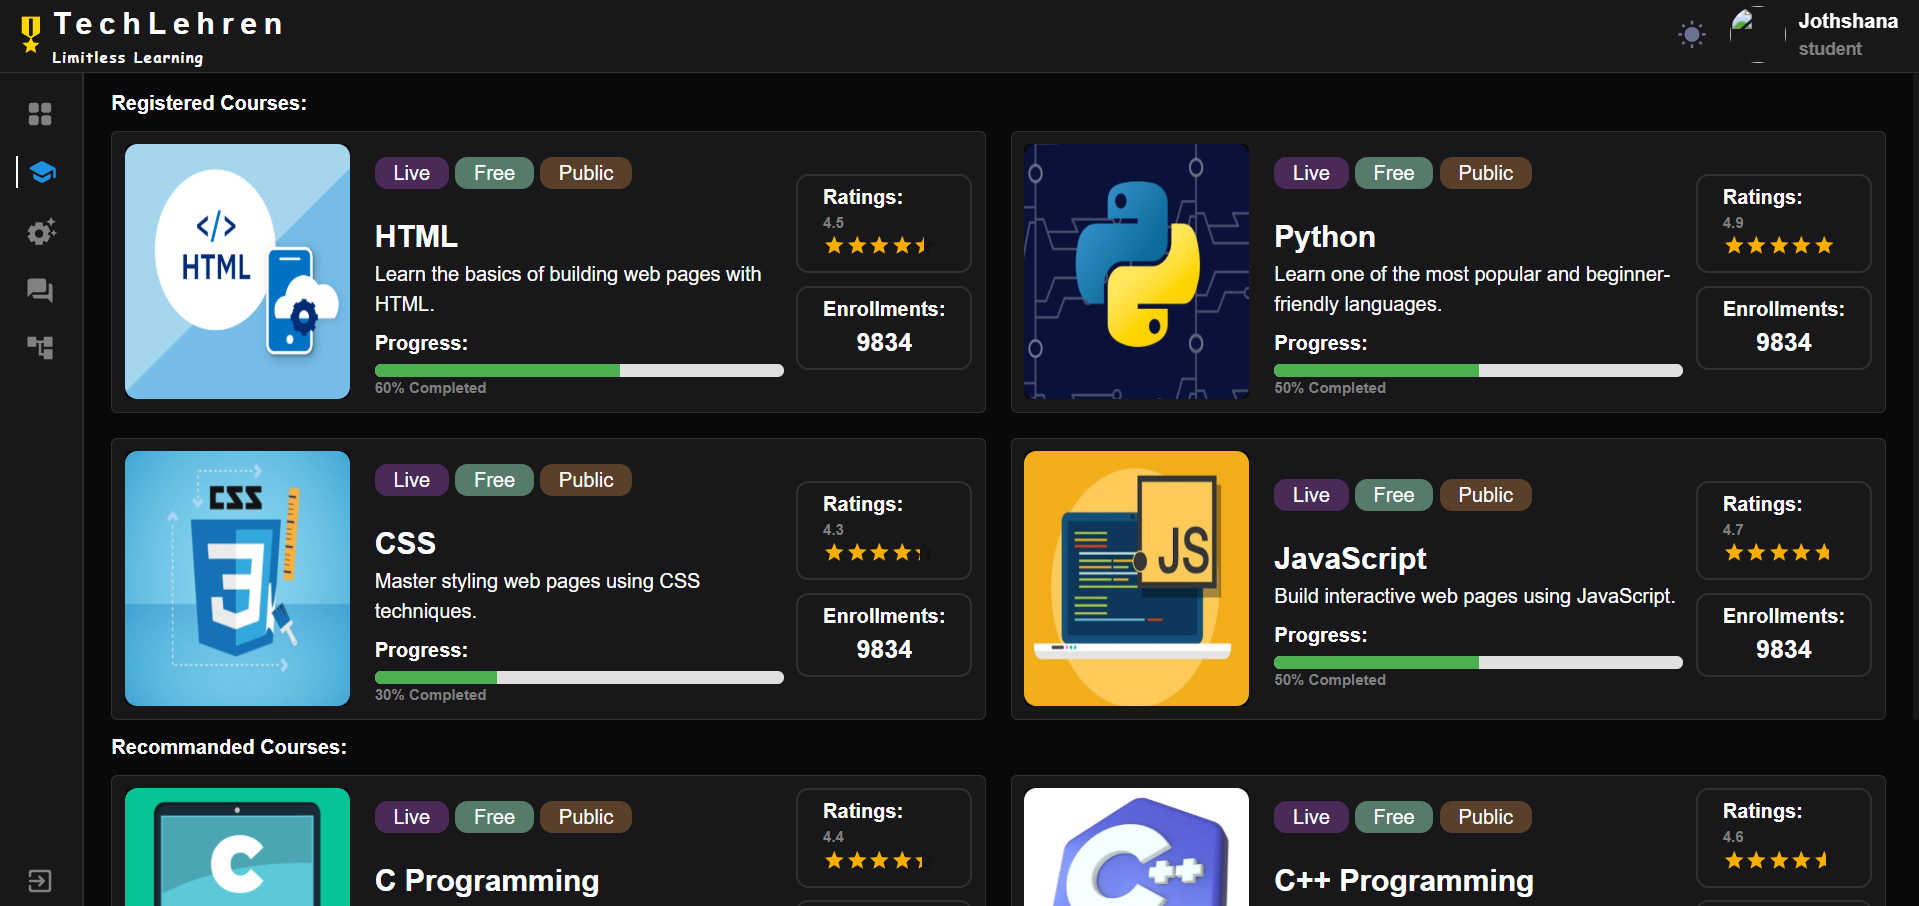 TechLehren
Limitless Learning
Jothshana
student
Registered Courses:
</> HTML
Live Free Public
HTML
Learn the basics of building web pages with
HTML.
Progress:
60% Completed
Ratings:
4.5
Enrollments:
9834
Live Free Public
Python
Learn one of the most popular and beginner-
friendly languages.
Progress:
50% Completed
Ratings:
4.9
Enrollments:
9834
CSS
3
Live Free Public
CSS
Master styling web pages using CSS
techniques.
Progress:
30% Completed
Ratings:
4.3
Enrollments:
9834
JS
Live Free Public
JavaScript
Build interactive web pages using JavaScript.
Progress:
50% Completed
Ratings:
4.7
Enrollments:
9834
Recommanded Courses:
C
Live Free Public
C Programming
Ratings:
4.4
C++
Live Free Public
C++ Programming
Ratings:
4.6